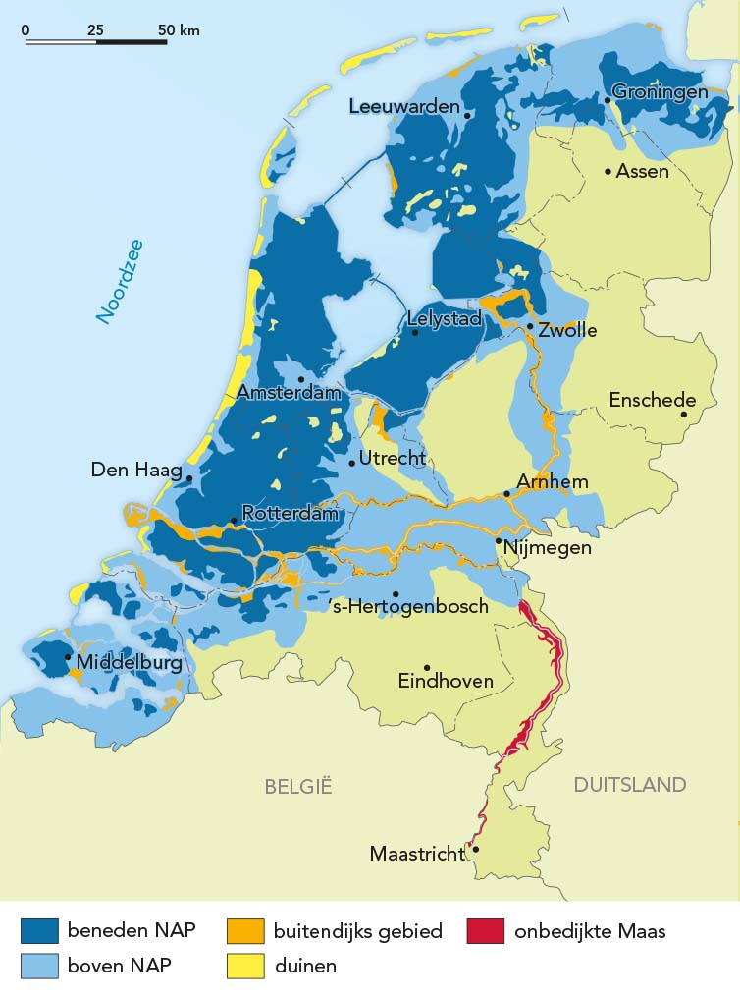 0 25 50 km
Groningen
Leeuwarden
Assen
Noordzee
Lelystad
Zwolle
Amsterdam
Enschede
Utrecht
Den Haag
Arnhem
Rotterdam
Nijmegen
's-Hertogenbosch
Middelburg
Eindhoven
BELGIË
DUITSLAND
Maastricht
beneden NAP
buitendijks gebied
onbedijkte Maas
boven NAP
duinen